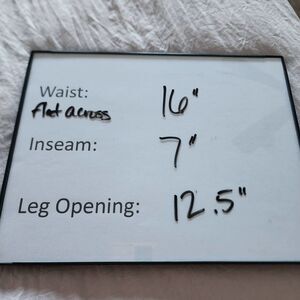 Waist: 16"
flat across
Inseam: 7"
Leg Opening: 12.5"